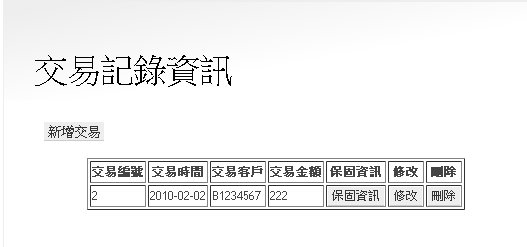 交易記錄資訊
新增交易
交易編號 交易時間 交易客戶 交易金額 保固資訊 修改 刪除
2 2010-02-02 B1234567 222 保固資訊 修改 刪除